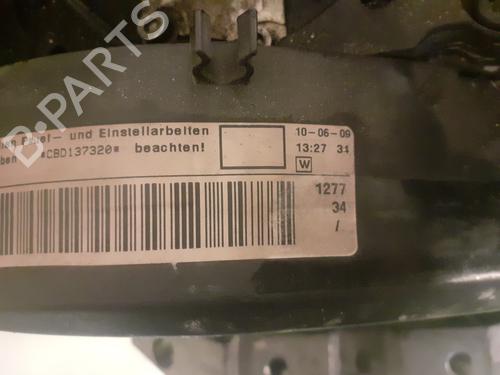 - und Einstellarbeiten
*CBD137320* beachten!
10-06-09
13:27 31
W
1277
34
/
B-PARTS